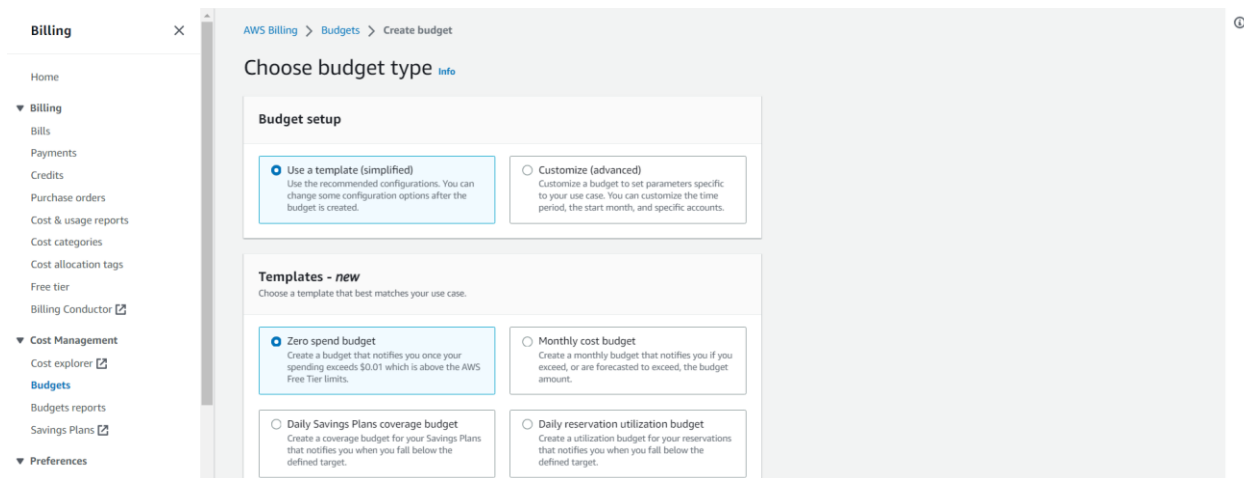 Billing
Home
Billing
Bills
Payments
Credits
Purchase orders
Cost & usage reports
Cost categories
Cost allocation tags
Free tier
Billing Conductor
Cost Management
Cost explorer
Budgets
Budgets reports
Savings Plans
Preferences
AWS Billing > Budgets > Create budget
Choose budget type Info
Budget setup
Use a template (simplified)
Use the recommended configurations. You can
change some configuration options after the
budget is created.
Customize (advanced)
Customize a budget to set parameters specific
to your use case. You can customize the time
period, the start month, and specific accounts.
Templates - new
Choose a template that best matches your use case.
Zero spend budget
Create a budget that notifies you once your
spending exceeds $0.01 which is above the AWS
Free Tier limits.
Monthly cost budget
Create a monthly budget that notifies you if you
exceed, or are forecasted to exceed, the budget
amount.
Daily Savings Plans coverage budget
Create a coverage budget for your Savings Plans
that notifies you when you fall below the
defined target.
Daily reservation utilization budget
Create a utilization budget for your reservations
that notifies you when you fall below the
defined target.